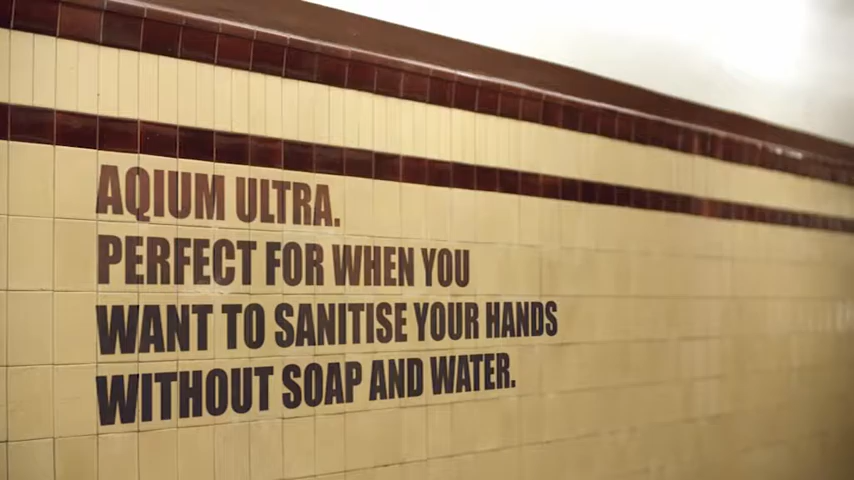 AQIUM ULTRA.
PERFECT FOR WHEN YOU
WANT TO SANITISE YOUR HANDS
WITHOUT SOAP AND WATER.